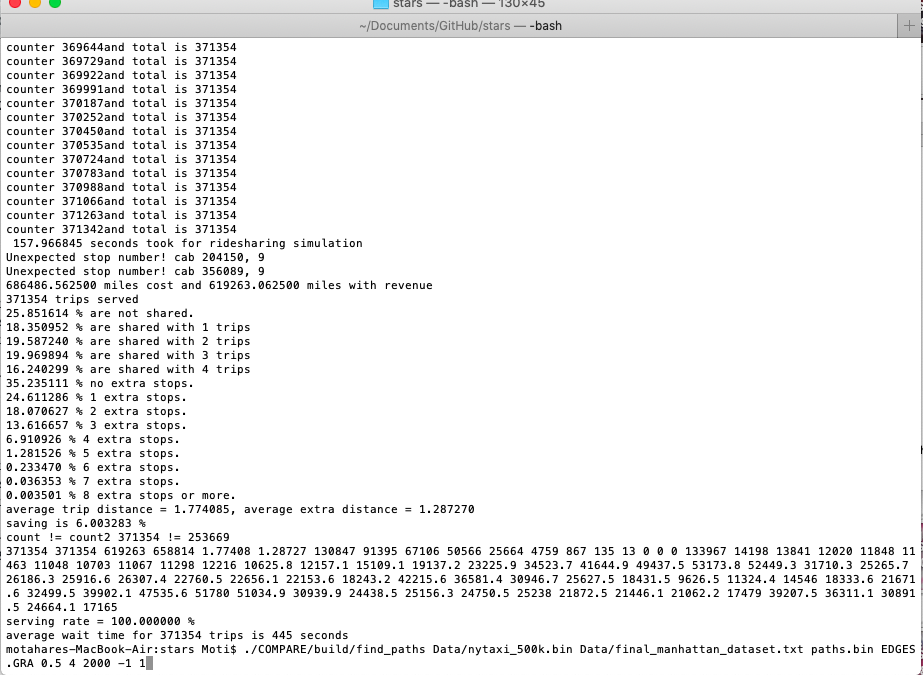 stars — -bash — 130×45
~/Documents/GitHub/stars — -bash
counter 369644and total is 371354
counter 369729and total is 371354
counter 369922and total is 371354
counter 369991and total is 371354
counter 370187and total is 371354
counter 370252and total is 371354
counter 370450and total is 371354
counter 370535and total is 371354
counter 370724and total is 371354
counter 370783and total is 371354
counter 370988and total is 371354
counter 371066and total is 371354
counter 371263and total is 371354
counter 371342and total is 371354
 157.966845 seconds took for ridesharing simulation
Unexpected stop number! cab 204150, 9
Unexpected stop number! cab 356089, 9
686486.562500 miles cost and 619263.062500 miles with revenue
371354 trips served
25.851614 % are not shared.
18.350952 % are shared with 1 trips
19.587240 % are shared with 2 trips
19.969894 % are shared with 3 trips
16.240299 % are shared with 4 trips
35.235111 % no extra stops.
24.611286 % 1 extra stops.
18.070627 % 2 extra stops.
13.616657 % 3 extra stops.
6.910926 % 4 extra stops.
1.281526 % 5 extra stops.
0.233470 % 6 extra stops.
0.036353 % 7 extra stops.
0.003501 % 8 extra stops or more.
average trip distance = 1.774085, average extra distance = 1.287270
saving is 6.003283 %
count != count2 371354 != 253669
371354 371354 619263 658814 1.77408 1.28727 130847 91395 67106 50566 25664 4759 867 135 13 0 0 0 133967 14198 13841 12020 11848 11
463 11048 10703 11067 11298 12216 10625.8 12157.1 15109.1 19137.2 23225.9 34523.7 41644.9 49437.5 53173.8 52449.3 31710.3 25265.7
26186.3 25916.6 26307.4 22760.5 22656.1 22153.6 18243.2 42215.6 36581.4 30946.7 25627.5 18431.5 9626.5 11324.4 14546 18333.6 21671
.6 32499.5 39902.1 47535.6 51780 51034.9 30939.9 24438.5 25156.3 24750.5 25238 21872.5 21446.1 21062.2 17479 39207.5 36311.1 30891
.5 24664.1 17165
serving rate = 100.000000 %
average wait time for 371354 trips is 445 seconds
motahares-MacBook-Air:stars Moti$ ./COMPARE/build/find_paths Data/nytaxi_500k.bin Data/final_manhattan_dataset.txt paths.bin EDGES
.GRA 0.5 4 2000 -1 1